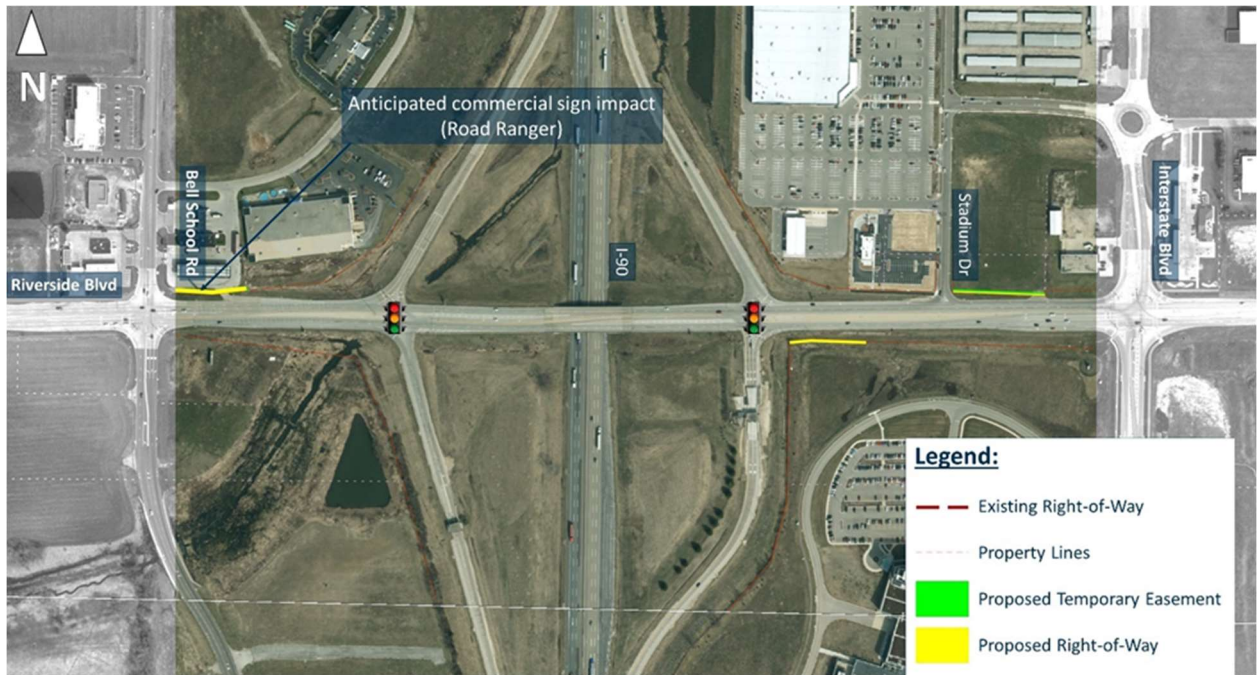 N
Anticipated commercial sign impact
(Road Ranger)
Bell School Rd
Riverside Blvd
I-90
Stadium Dr
Interstate Blvd
Legend:
Existing Right-of-Way
Property Lines
Proposed Temporary Easement
Proposed Right-of-Way